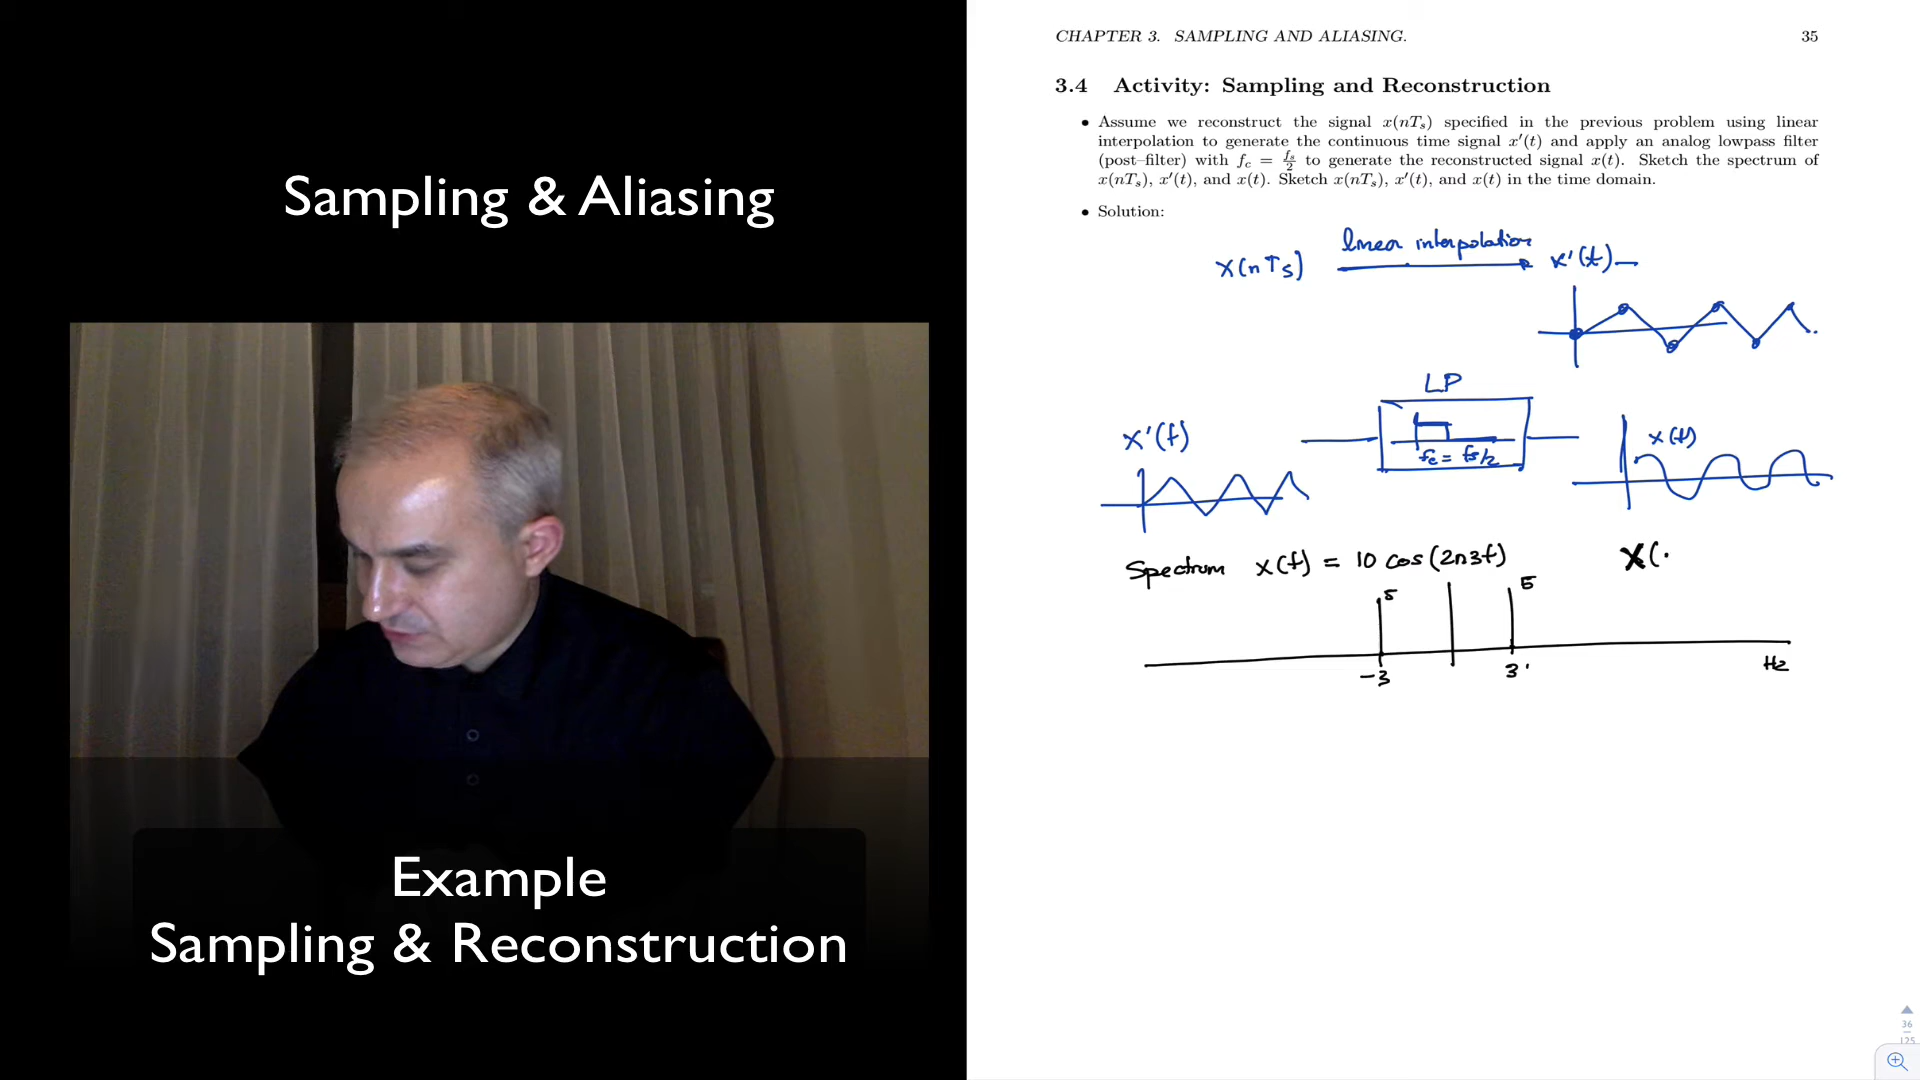 Sampling & Aliasing
Example
Sampling & Reconstruction
CHAPTER 3. SAMPLING AND ALIASING.
35
3.4 Activity: Sampling and Reconstruction
• Assume we reconstruct the signal x(nTₛ) specified in the previous problem using linear
interpolation to generate the continuous time signal x′(t) and apply an analog lowpass filter
(post–filter) with f_c = fₛ/2 to generate the reconstructed signal x(t). Sketch the spectrum of
x(nTₛ), x′(t), and x(t). Sketch x(nTₛ), x′(t), and x(t) in the time domain.
• Solution:
linear interpolation
x(nTs) x'(t)
LP
x'(t)
fc = fs/2
x(t)
Spectrum x(t) = 10 cos(2π3t) X(
5 5
-3 3 Hz
36
125